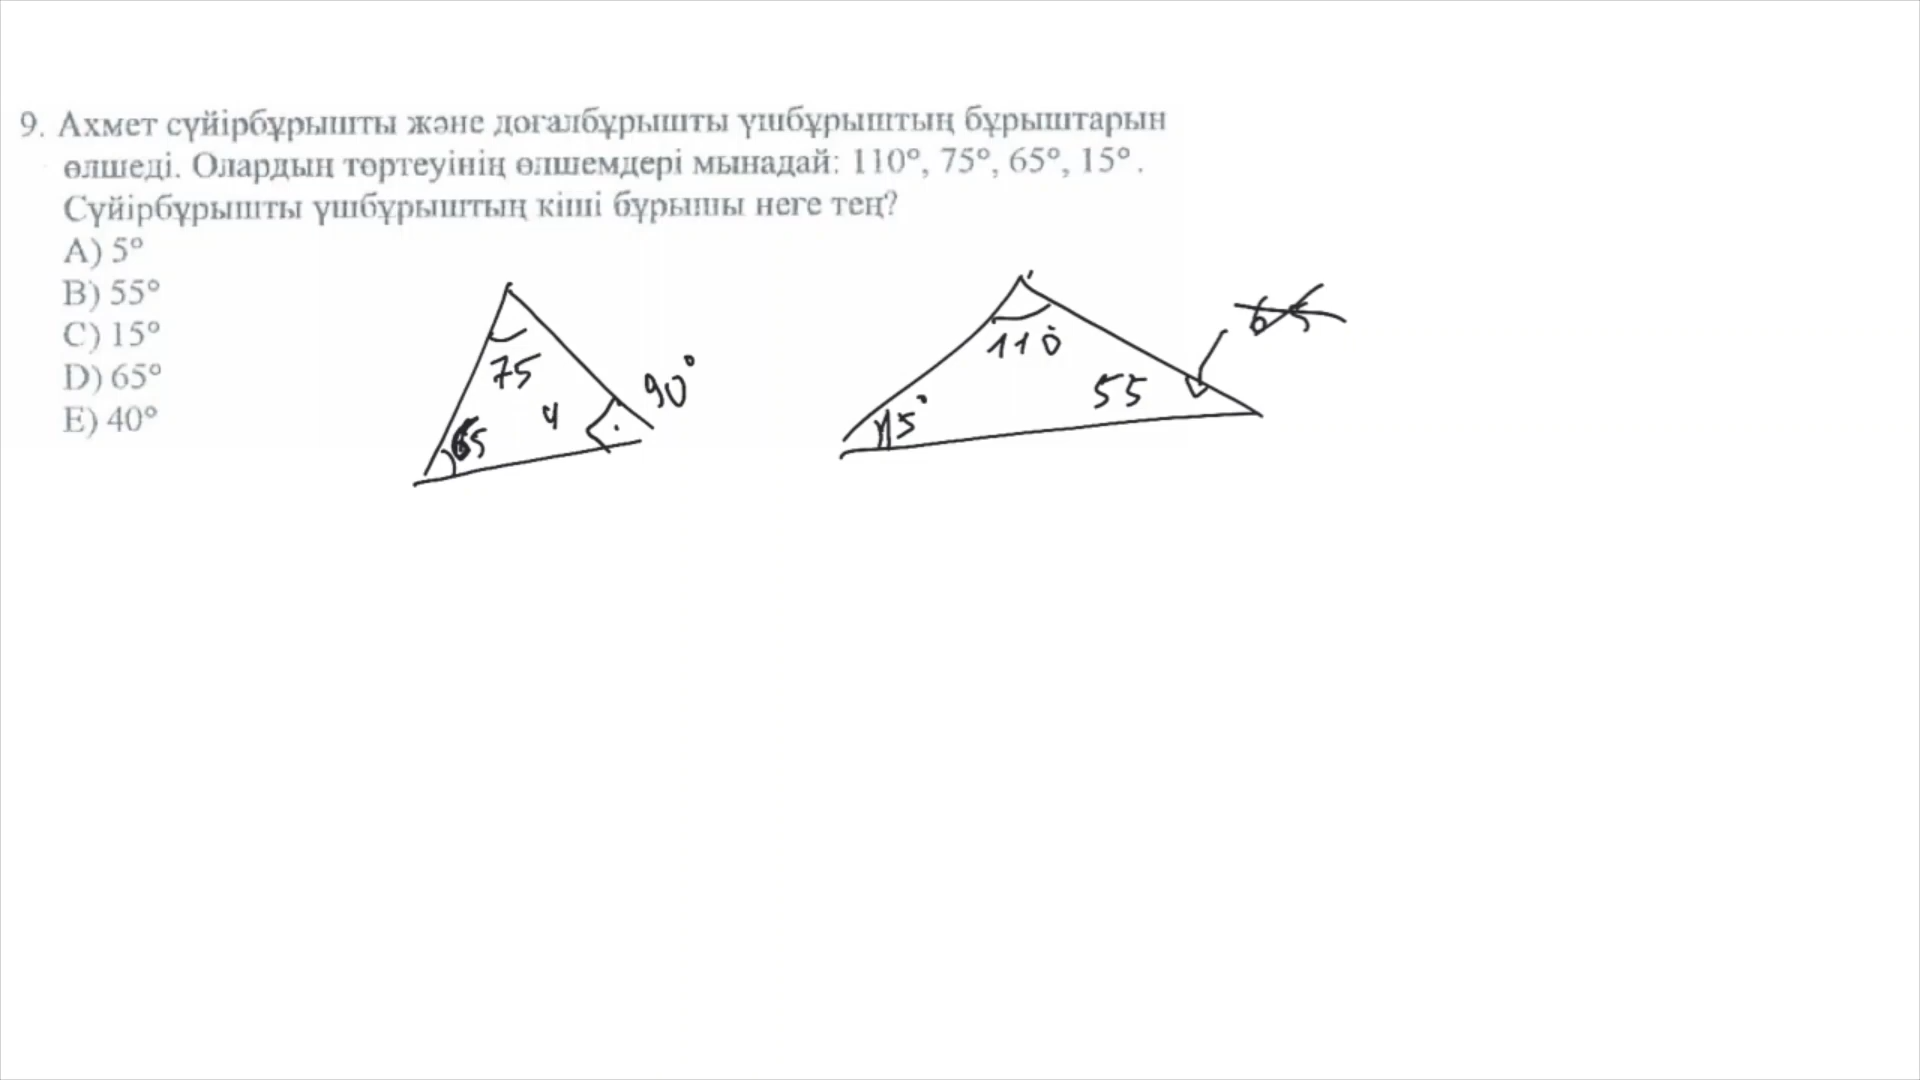 9. Ахмет сүйірбұрышты және доғалбұрышты үшбұрыштың бұрыштарын
өлшеді. Олардың төртеуінің өлшемдері мынадай: 110°, 75°, 65°, 15°.
Сүйірбұрышты үшбұрыштың кіші бұрышы неге тең?
A) 5°
B) 55°
C) 15°
D) 65°
E) 40°
75
65
90°
110°
15°
55